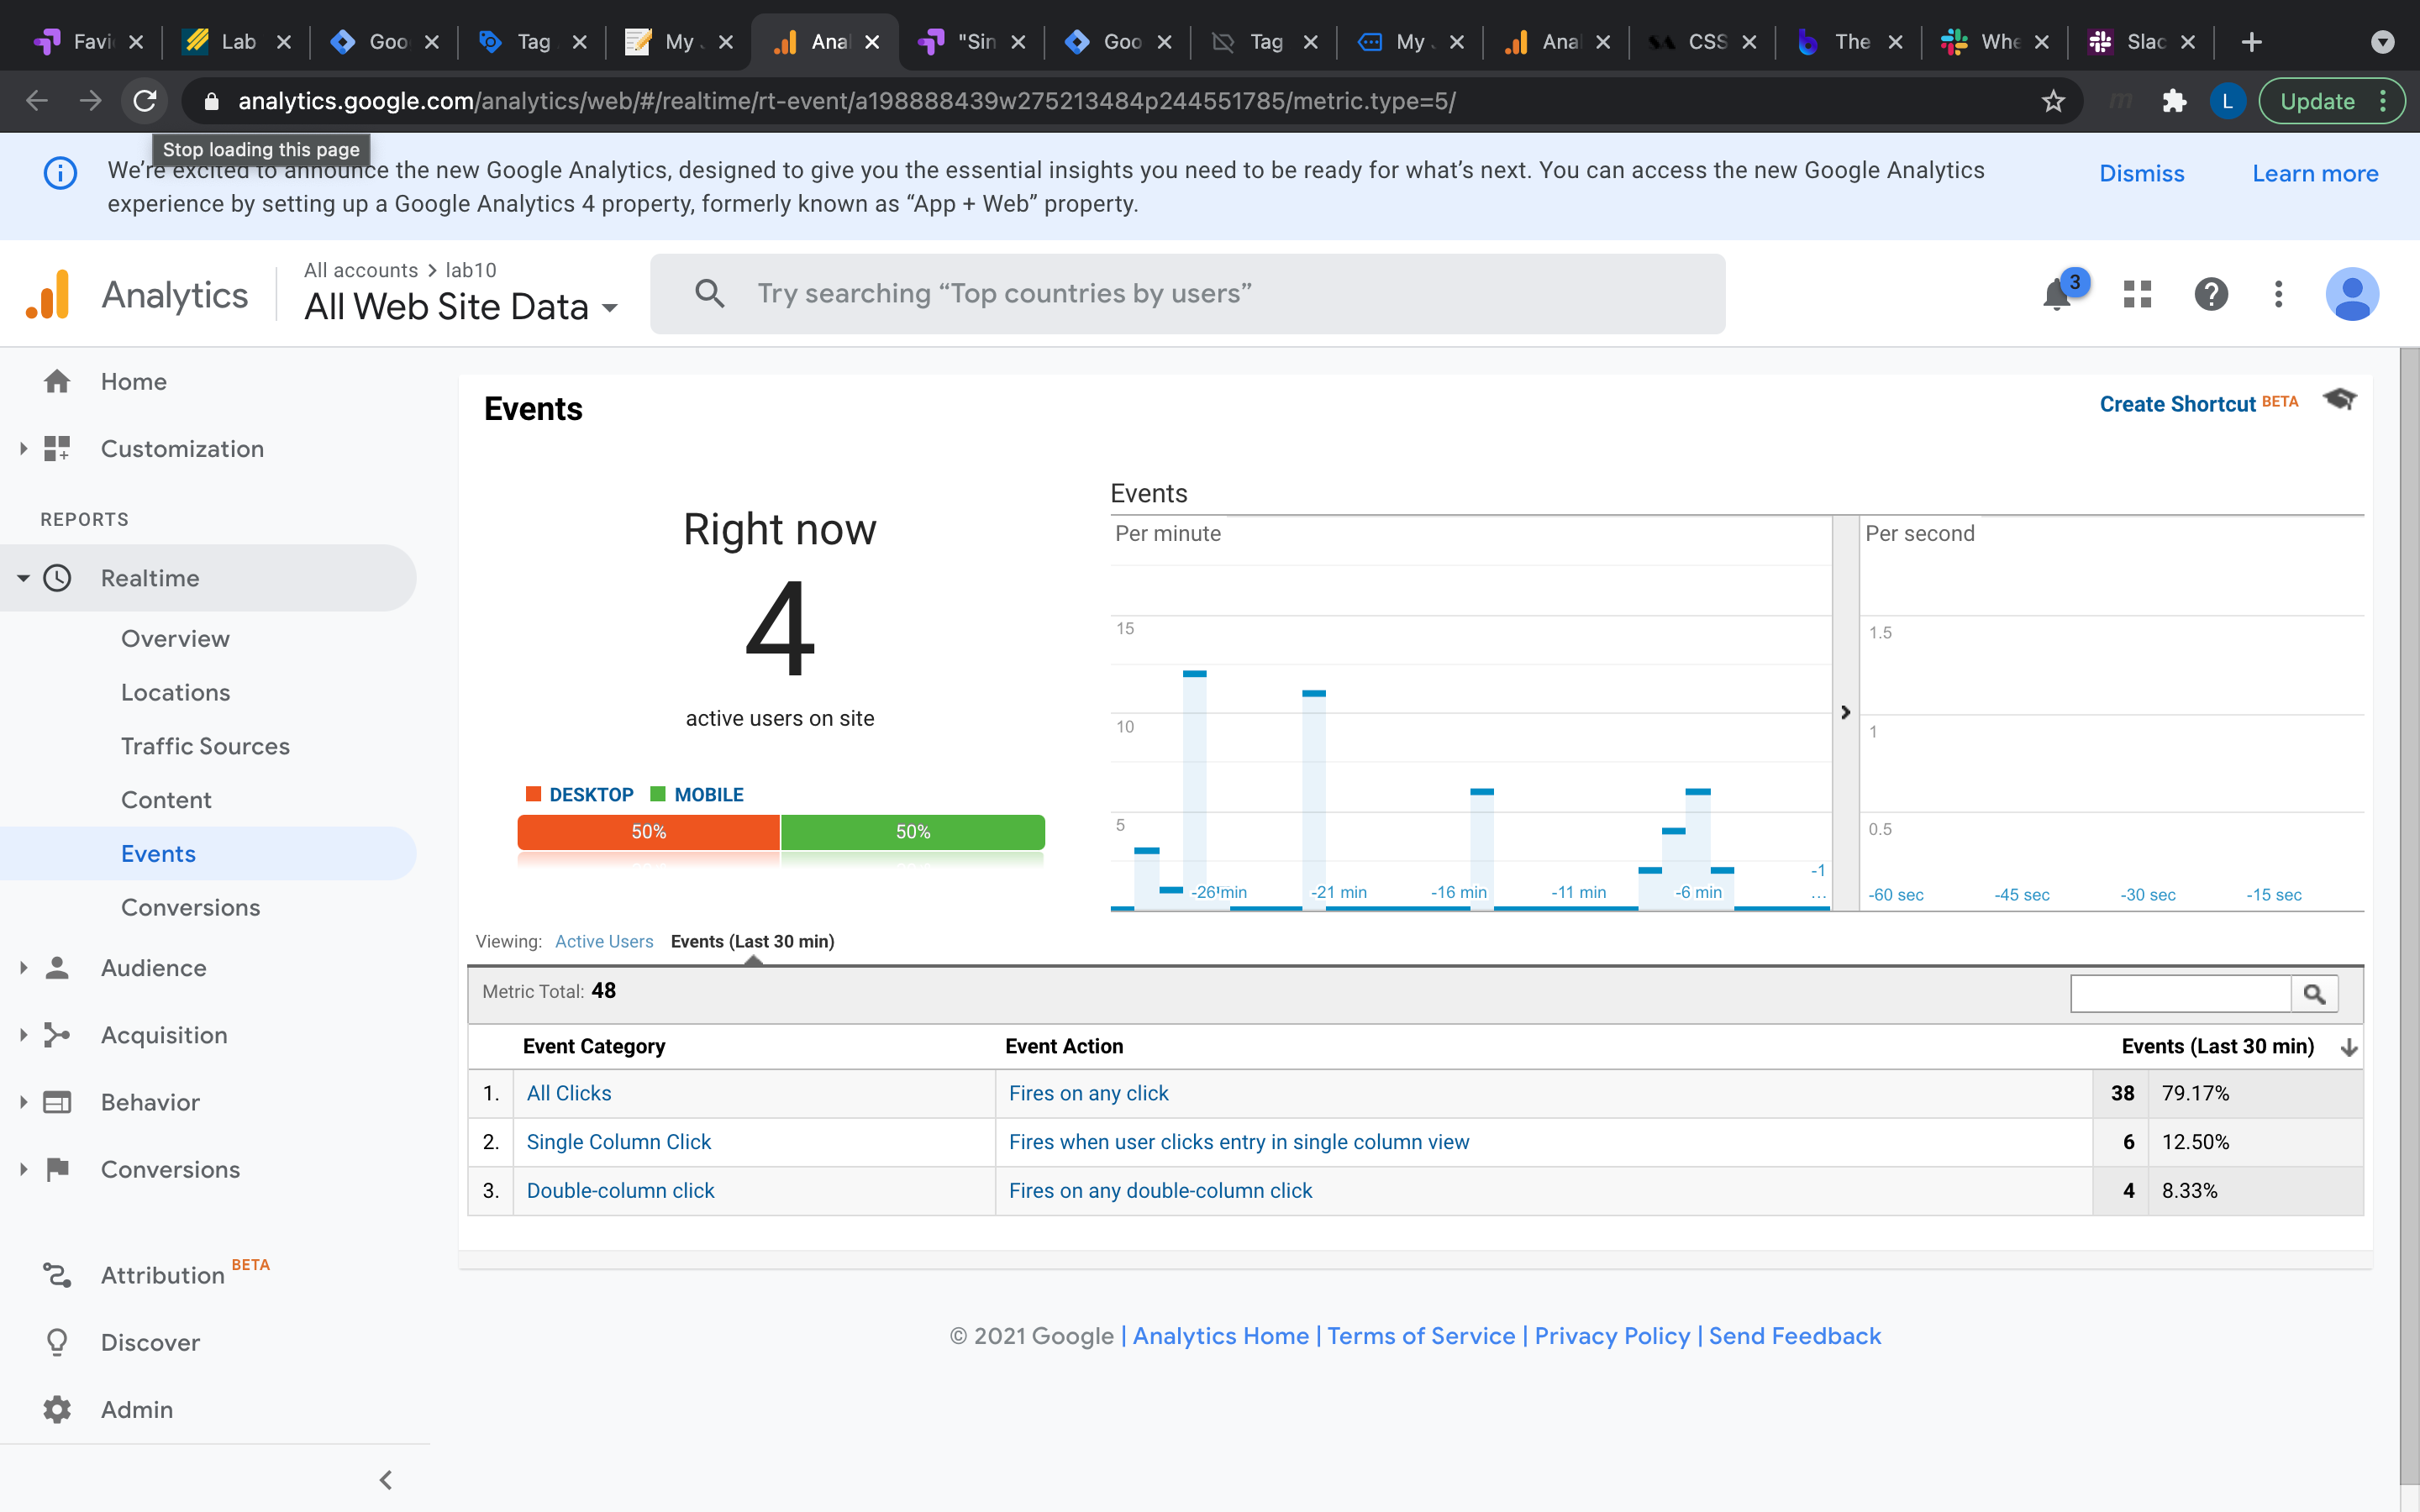 Favi
Lab
Goo
Tag
My
Anal
"Sin
Goo
Tag
My
Anal
CSS
The
Whe
Slac
analytics.google.com/analytics/web/#/realtime/rt-event/a198888439w275213484p244551785/metric.type=5/
L
Update
Stop loading this page
We're excited to announce the new Google Analytics, designed to give you the essential insights you need to be ready for what's next. You can access the new Google Analytics
experience by setting up a Google Analytics 4 property, formerly known as “App + Web” property.
Dismiss
Learn more
Analytics
All accounts > lab10
All Web Site Data
Try searching “Top countries by users”
3
Home
Customization
REPORTS
Realtime
Overview
Locations
Traffic Sources
Content
Events
Conversions
Audience
Acquisition
Behavior
Conversions
Attribution BETA
Discover
Admin
Events
Create Shortcut BETA
Right now
4
active users on site
DESKTOP MOBILE
50% 50%
Events
Per minute
15
10
5
-26 min
-21 min
-16 min
-11 min
-6 min
-1
...
Per second
1.5
1
0.5
-60 sec
-45 sec
-30 sec
-15 sec
Viewing: Active Users Events (Last 30 min)
Metric Total: 48
Event Category Event Action Events (Last 30 min)
1. All Clicks Fires on any click 38 79.17%
2. Single Column Click Fires when user clicks entry in single column view 6 12.50%
3. Double-column click Fires on any double-column click 4 8.33%
© 2021 Google | Analytics Home | Terms of Service | Privacy Policy | Send Feedback